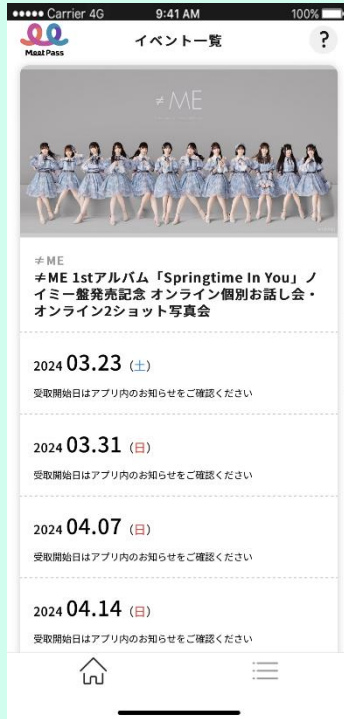 Carrier 4G 9:41 AM 100%
Meet Pass
イベント一覧
?
≠ME
≠ME
≠ME 1stアルバム「Springtime In You」ノ
イミー盤発売記念 オンライン個別お話し会・
オンライン2ショット写真会
2024 03.23（土）
受取開始日はアプリ内のお知らせをご確認ください
2024 03.31（日）
受取開始日はアプリ内のお知らせをご確認ください
2024 04.07（日）
受取開始日はアプリ内のお知らせをご確認ください
2024 04.14（日）
受取開始日はアプリ内のお知らせをご確認ください